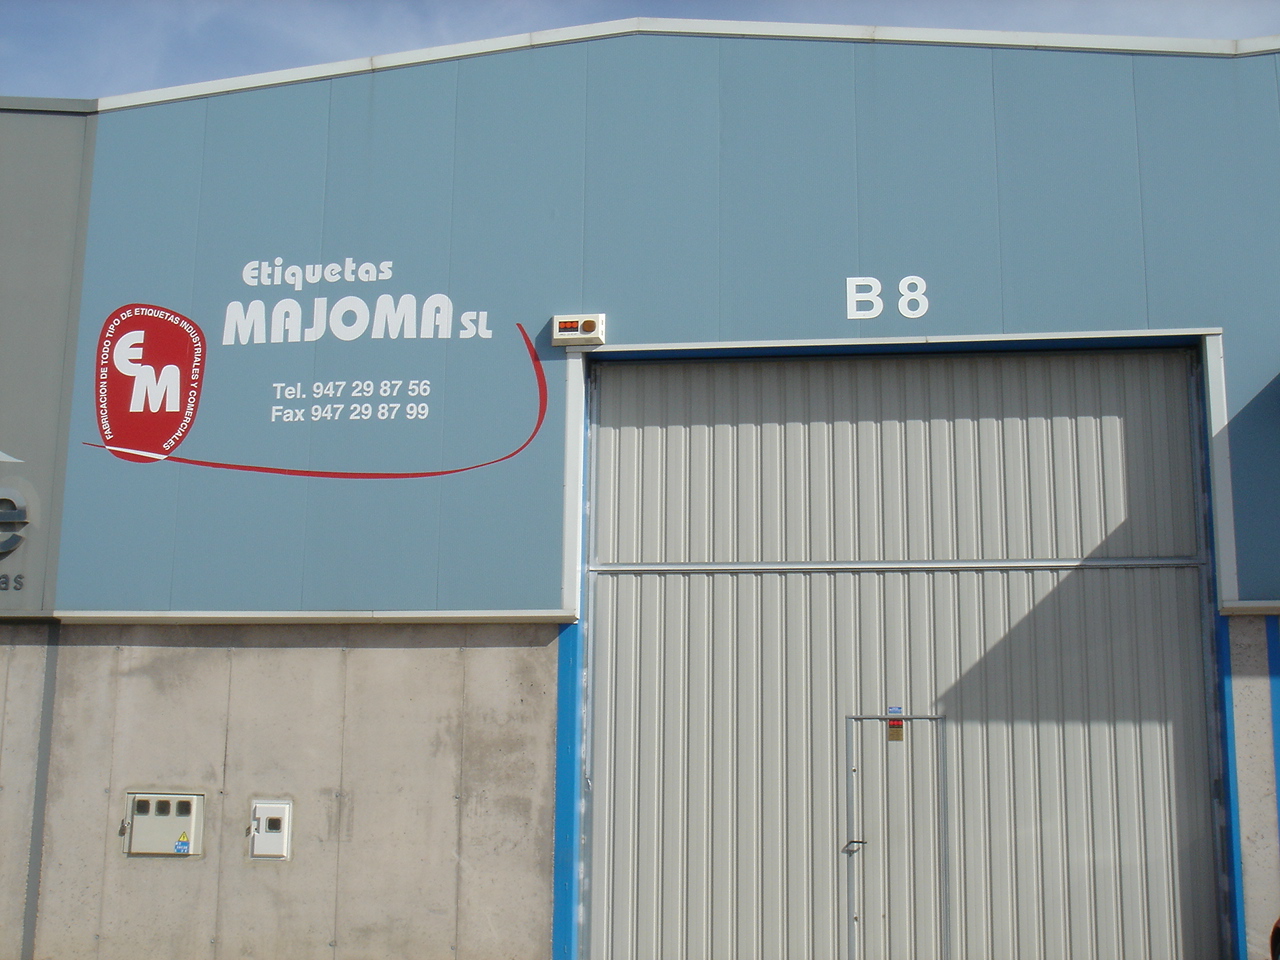 Etiquetas
MAJOMA SL
B 8
FABRICACION DE TODO TIPO DE ETIQUETAS INDUSTRIALES Y COMERCIALES
EM
Tel. 947 29 87 56
Fax 947 29 87 99